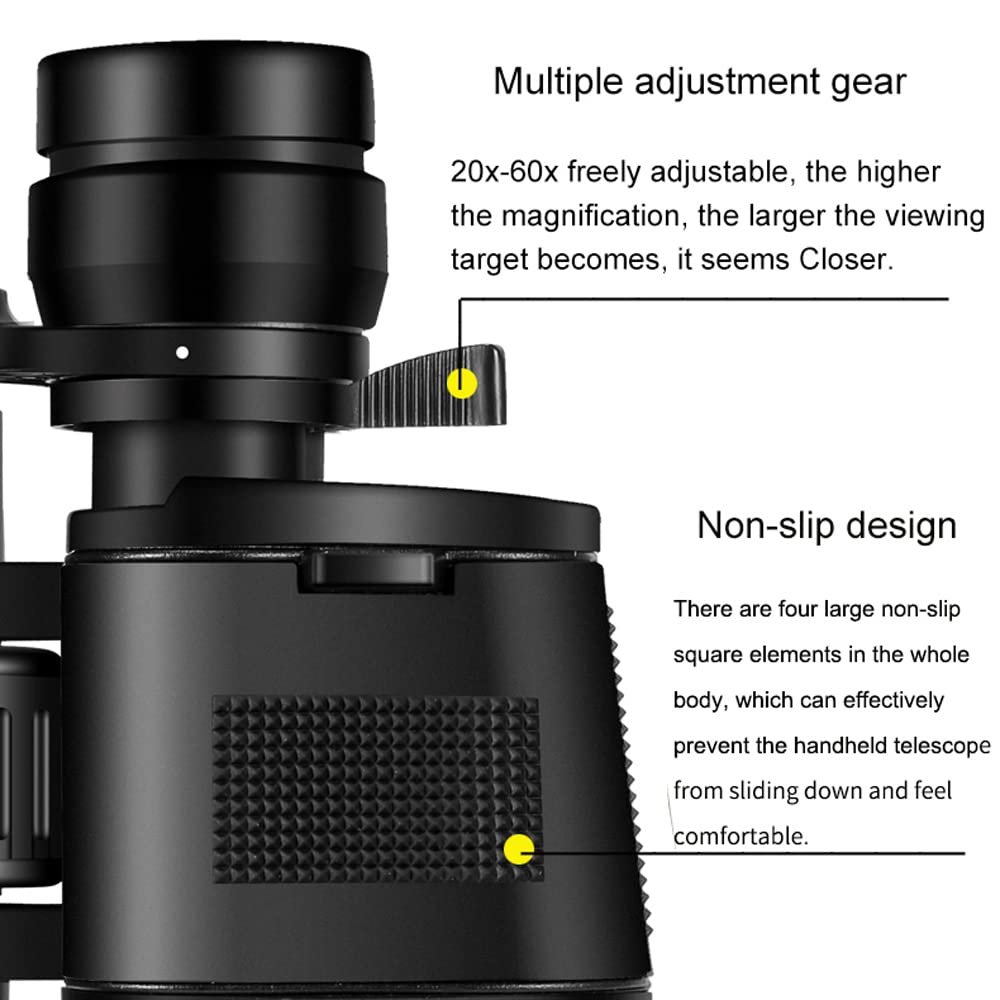 Multiple adjustment gear
20x-60x freely adjustable, the higher
the magnification, the larger the viewing
target becomes, it seems Closer.
Non-slip design
There are four large non-slip
square elements in the whole
body, which can effectively
prevent the handheld telescope
from sliding down and feel
comfortable.